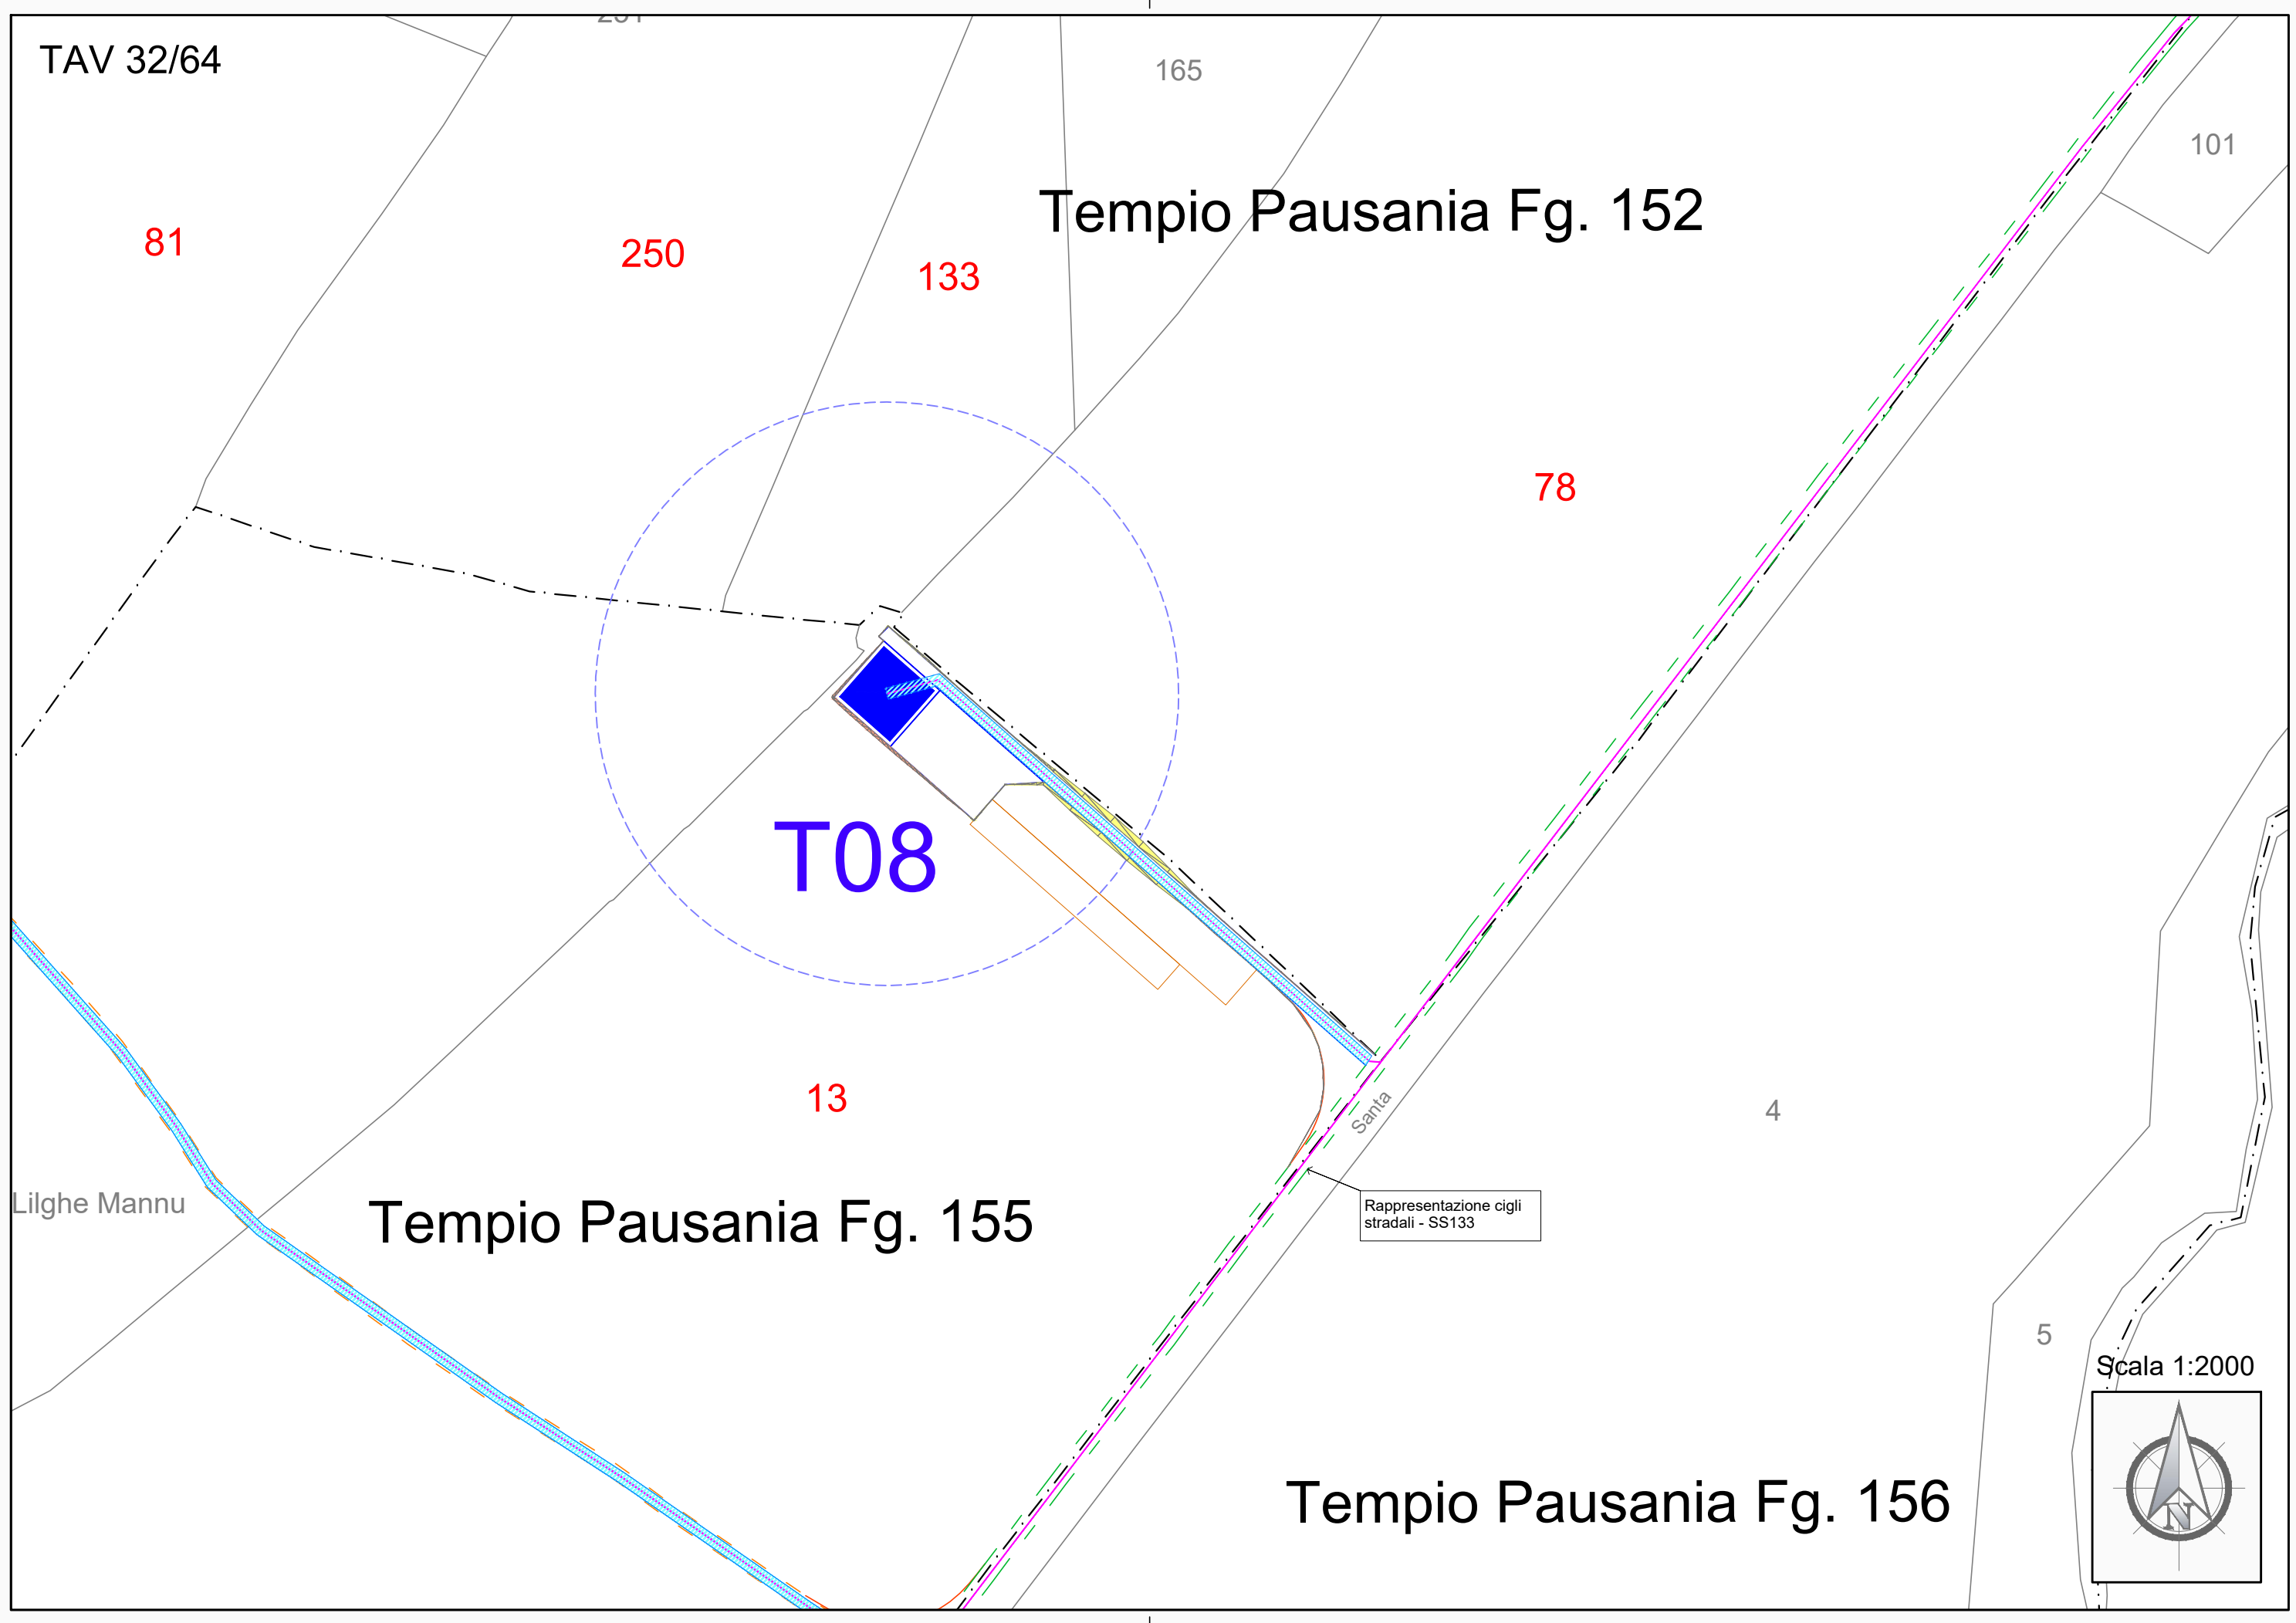 TAV 32/64
165
101
Tempio Pausania Fg. 152
81
250
133
78
T08
13
Santa
4
Lilghe Mannu
Tempio Pausania Fg. 155
Rappresentazione cigli
stradali - SS133
5
Scala 1:2000
Tempio Pausania Fg. 156
N